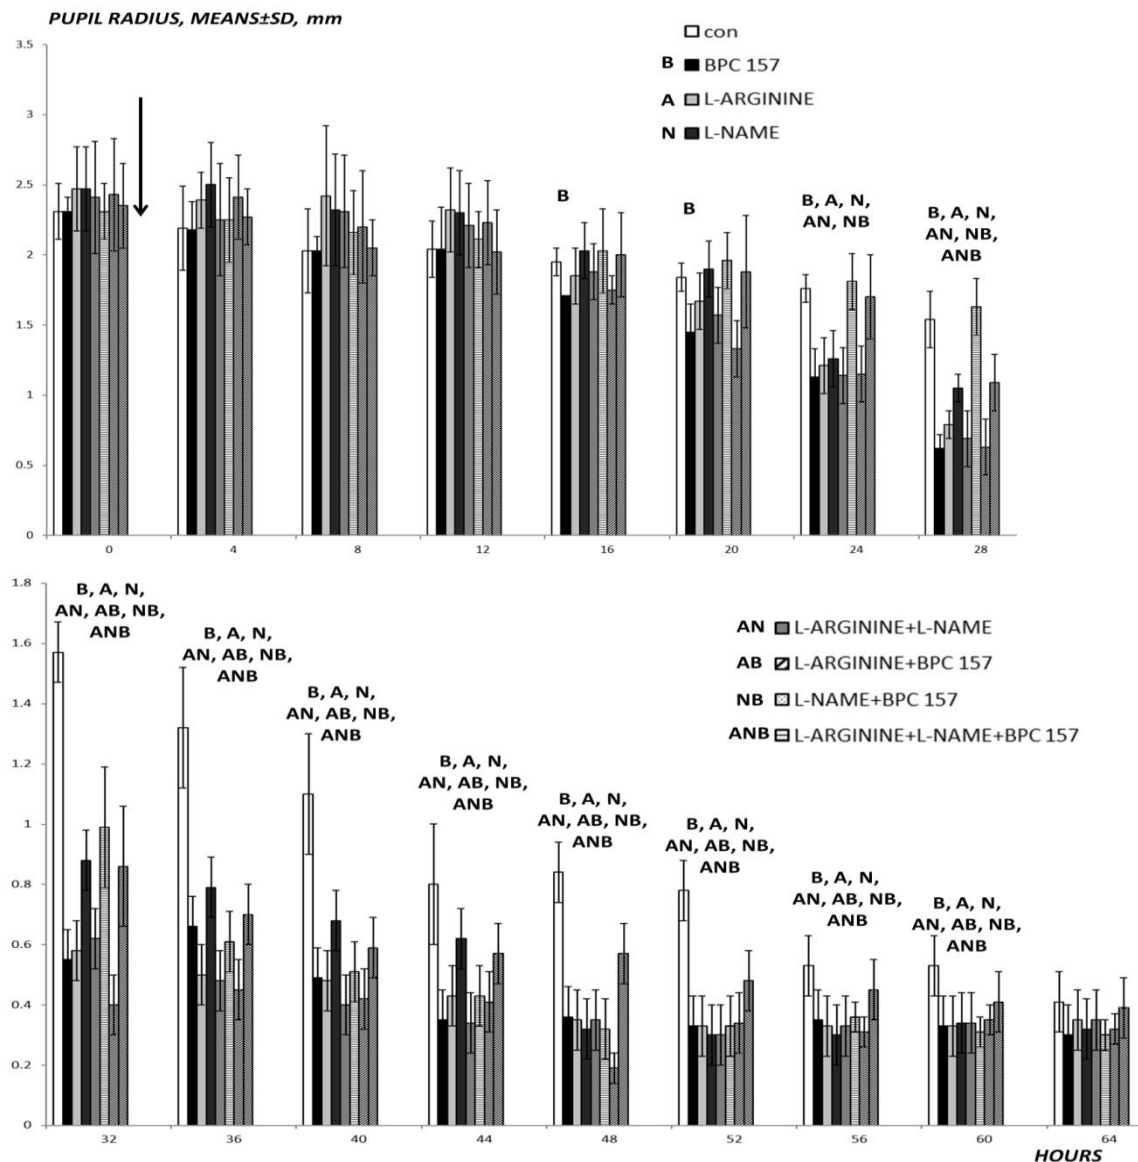 PUPIL RADIUS, MEANS±SD, mm
3.5
3
2.5
2
1.5
1
0.5
0
con
B BPC 157
A L-ARGININE
N L-NAME
B
B
B, A, N,
AN, NB
B, A, N,
AN, NB,
ANB
0 4 8 12 16 20 24 28
1.8
1.6
1.4
1.2
1
0.8
0.6
0.4
0.2
0
B, A, N,
AN, AB, NB,
ANB
B, A, N,
AN, AB, NB,
ANB
B, A, N,
AN, AB, NB,
ANB
B, A, N,
AN, AB, NB,
ANB
B, A, N,
AN, AB, NB,
ANB
B, A, N,
AN, AB, NB,
ANB
B, A, N,
AN, AB, NB,
ANB
B, A, N,
AN, AB, NB,
ANB
AN L-ARGININE+L-NAME
AB L-ARGININE+BPC 157
NB L-NAME+BPC 157
ANB L-ARGININE+L-NAME+BPC 157
32 36 40 44 48 52 56 60 64
HOURS